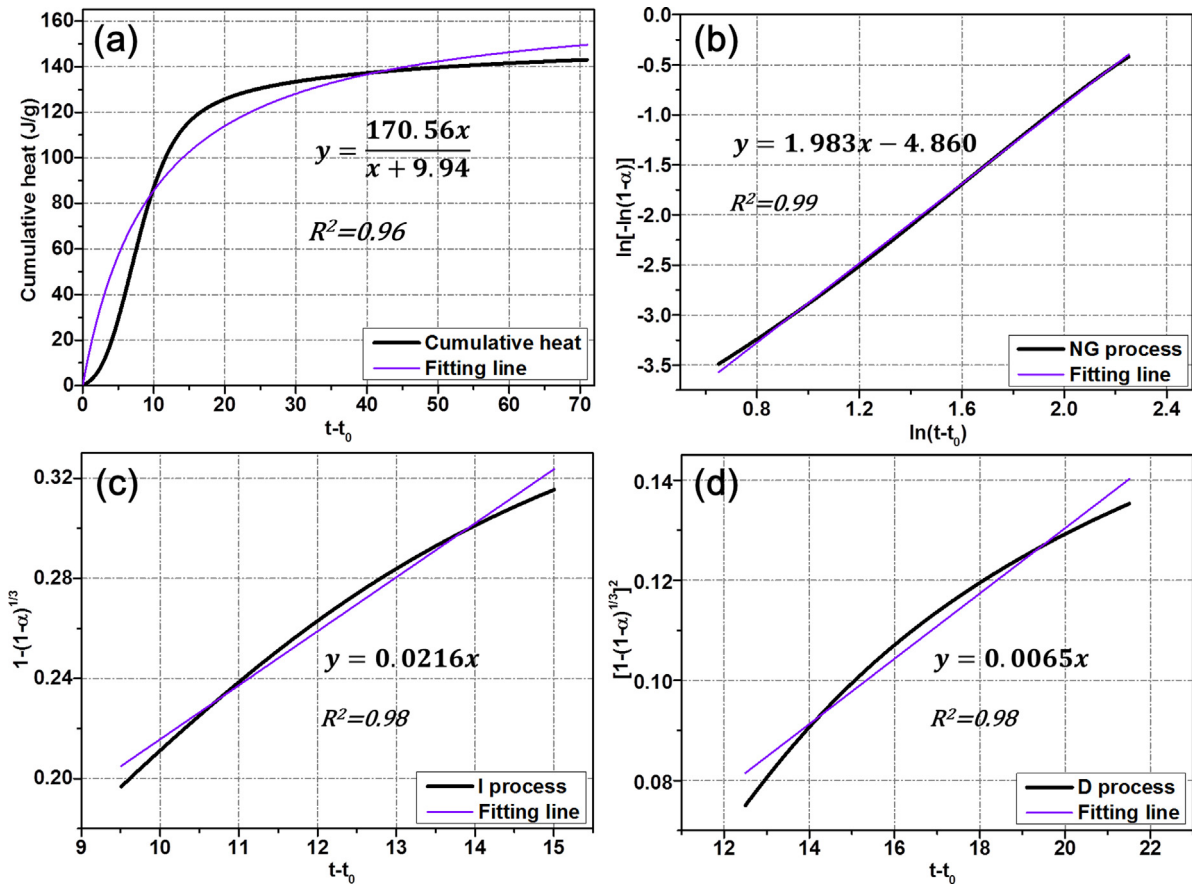 (a)
160
140
120
100
80
60
40
20
0
Cumulative heat (J/g)
y = 170.56x / x + 9.94
R²=0.96
Cumulative heat
Fitting line
0 10 20 30 40 50 60 70
t-t₀
(b)
0.0
-0.5
-1.0
-1.5
-2.0
-2.5
-3.0
-3.5
ln[-ln(1-α)]
y = 1.983x − 4.860
R²=0.99
NG process
Fitting line
0.8 1.2 1.6 2.0 2.4
ln(t-t₀)
(c)
0.32
0.28
0.24
0.20
1-(1-α)^1/3
y = 0.0216x
R²=0.98
I process
Fitting line
9 10 11 12 13 14 15
t-t₀
(d)
0.14
0.12
0.10
0.08
[1-(1-α)^1/3]²
y = 0.0065x
R²=0.98
D process
Fitting line
12 14 16 18 20 22
t-t₀